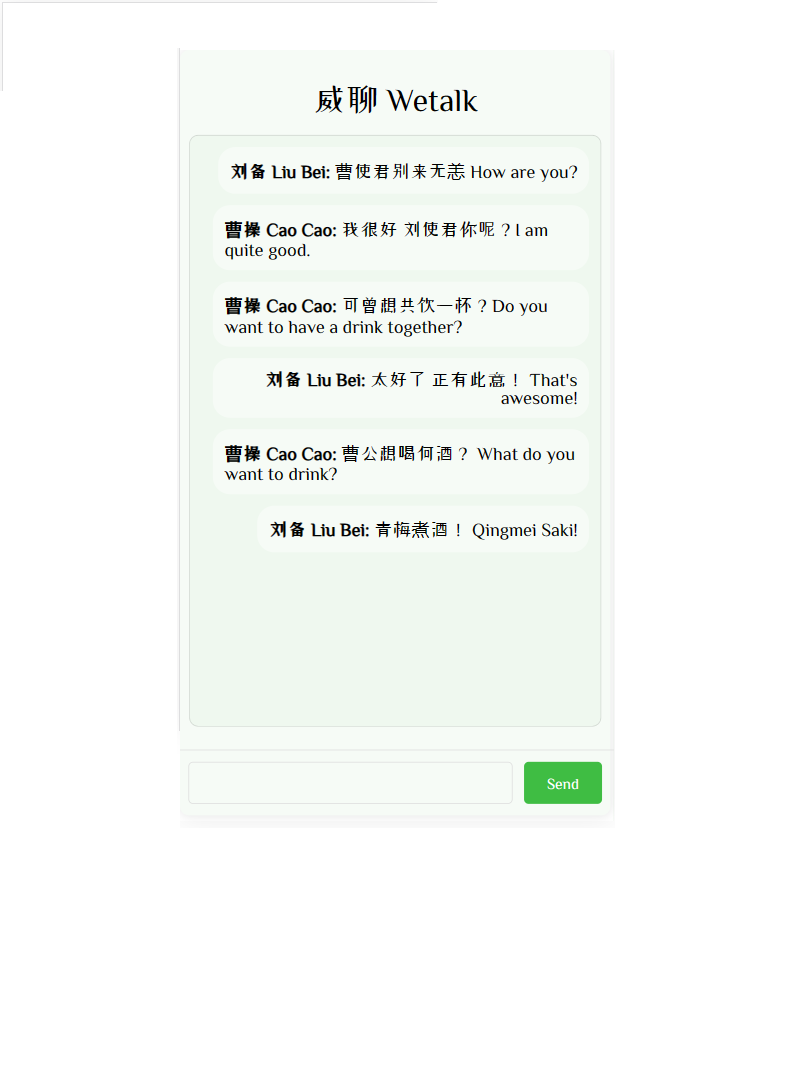 威聊 Wetalk
刘备 Liu Bei: 曹使君别来无恙 How are you?
曹操 Cao Cao: 我很好 刘使君你呢？I am
quite good.
曹操 Cao Cao: 可曾想共饮一杯？Do you
want to have a drink together?
刘备 Liu Bei: 太好了 正有此意！ That's
awesome!
曹操 Cao Cao: 曹公想喝何酒？ What do you
want to drink?
刘备 Liu Bei: 青梅煮酒！ Qingmei Saki!
Send